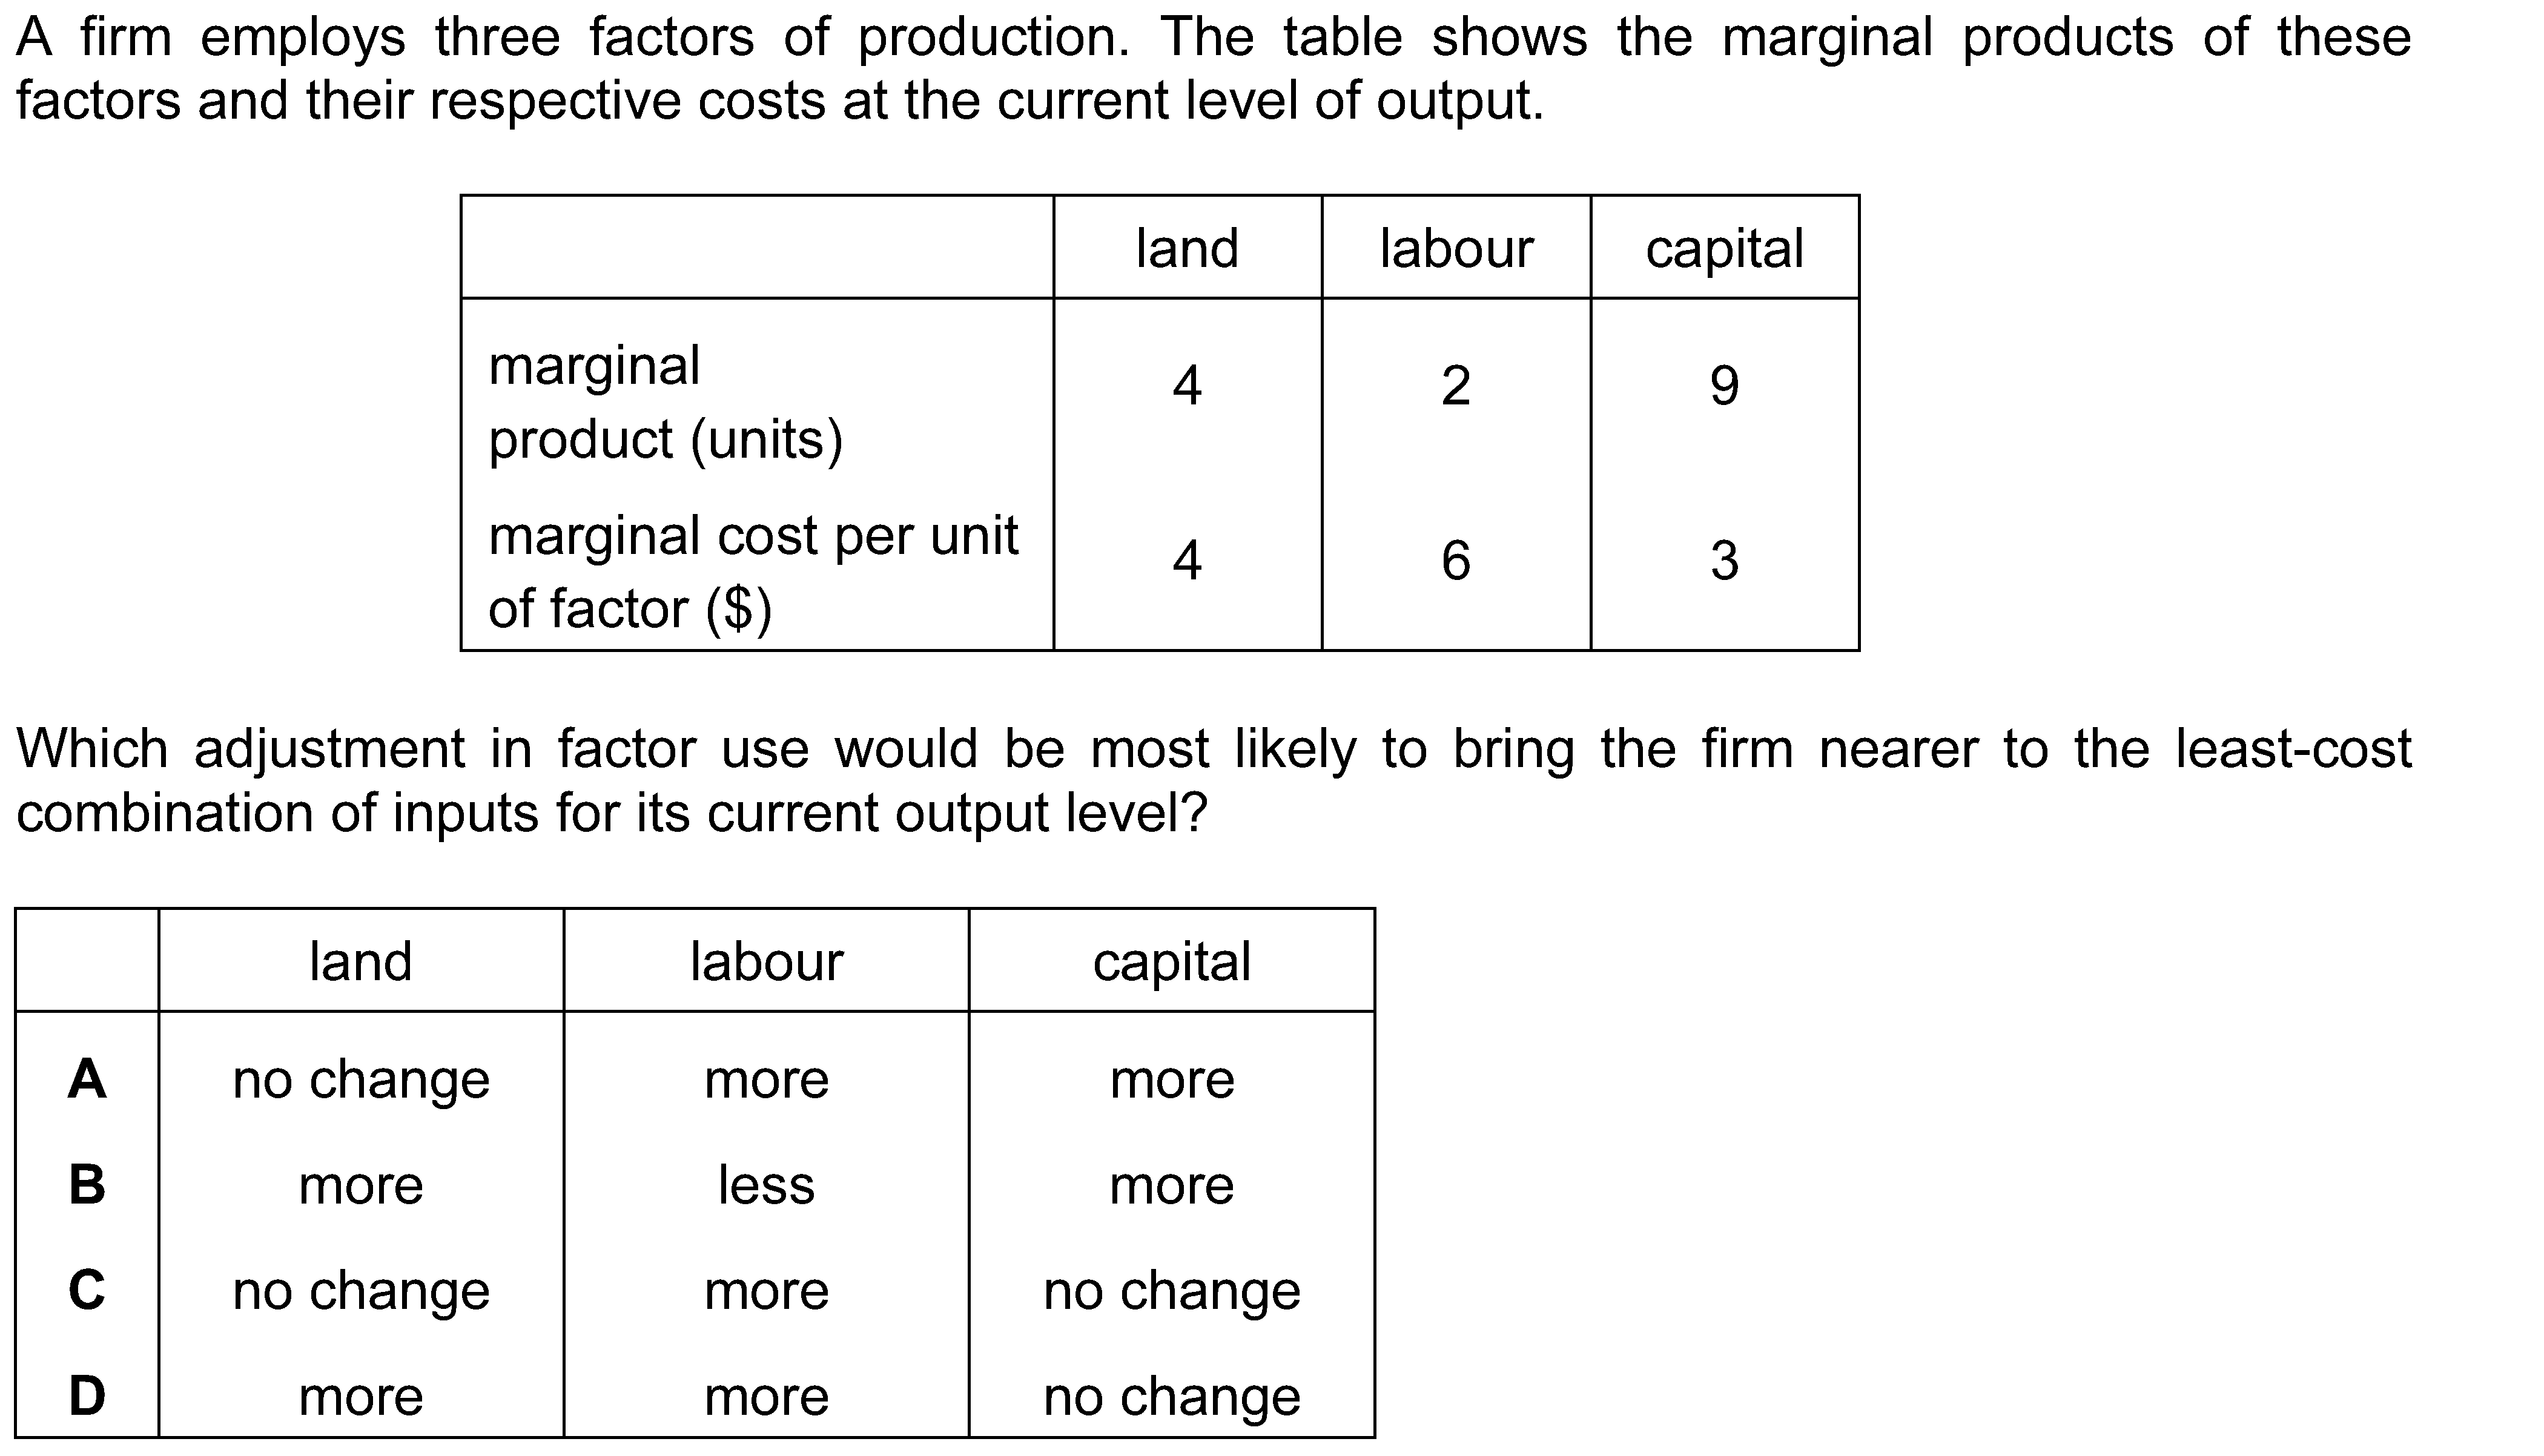 A firm employs three factors of production. The table shows the marginal products of these
factors and their respective costs at the current level of output.
land labour capital
marginal
product (units) 4 2 9
marginal cost per unit
of factor ($) 4 6 3
Which adjustment in factor use would be most likely to bring the firm nearer to the least-cost
combination of inputs for its current output level?
land labour capital
A no change more more
B more less more
C no change more no change
D more more no change